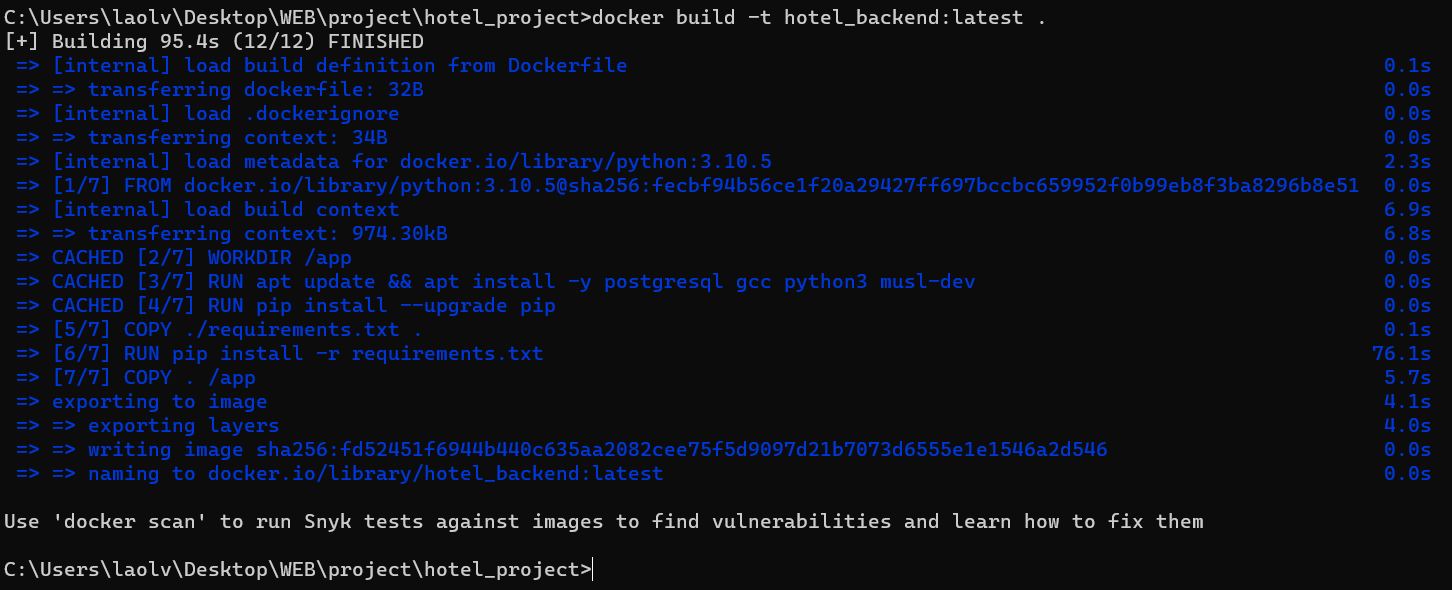 C:\Users\laolv\Desktop\WEB\project\hotel_project>docker build -t hotel_backend:latest .
[+] Building 95.4s (12/12) FINISHED
=> [internal] load build definition from Dockerfile 0.1s
=> => transferring dockerfile: 32B 0.0s
=> [internal] load .dockerignore 0.0s
=> => transferring context: 34B 0.0s
=> [internal] load metadata for docker.io/library/python:3.10.5 2.3s
=> [1/7] FROM docker.io/library/python:3.10.5@sha256:fecbf94b56ce1f20a29427ff697bccbc659952f0b99eb8f3ba8296b8e51 0.0s
=> [internal] load build context 6.9s
=> => transferring context: 974.30kB 6.8s
=> CACHED [2/7] WORKDIR /app 0.0s
=> CACHED [3/7] RUN apt update && apt install -y postgresql gcc python3 musl-dev 0.0s
=> CACHED [4/7] RUN pip install --upgrade pip 0.0s
=> [5/7] COPY ./requirements.txt . 0.1s
=> [6/7] RUN pip install -r requirements.txt 76.1s
=> [7/7] COPY . /app 5.7s
=> exporting to image 4.1s
=> => exporting layers 4.0s
=> => writing image sha256:fd52451f6944b440c635aa2082cee75f5d9097d21b7073d6555e1e1546a2d546 0.0s
=> => naming to docker.io/library/hotel_backend:latest 0.0s
Use 'docker scan' to run Snyk tests against images to find vulnerabilities and learn how to fix them
C:\Users\laolv\Desktop\WEB\project\hotel_project>